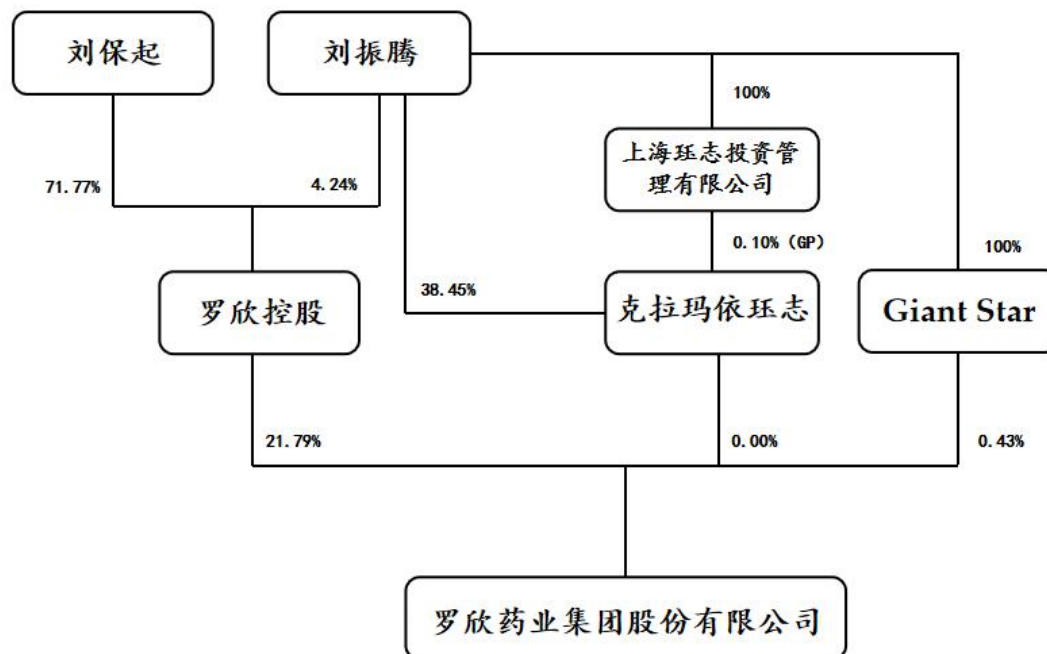 刘保起
刘振腾
100%
上海珏志投资管
理有限公司
71.77%
4.24%
0.10%（GP）
100%
38.45%
罗欣控股
克拉玛依珏志
Giant Star
21.79%
0.00%
0.43%
罗欣药业集团股份有限公司